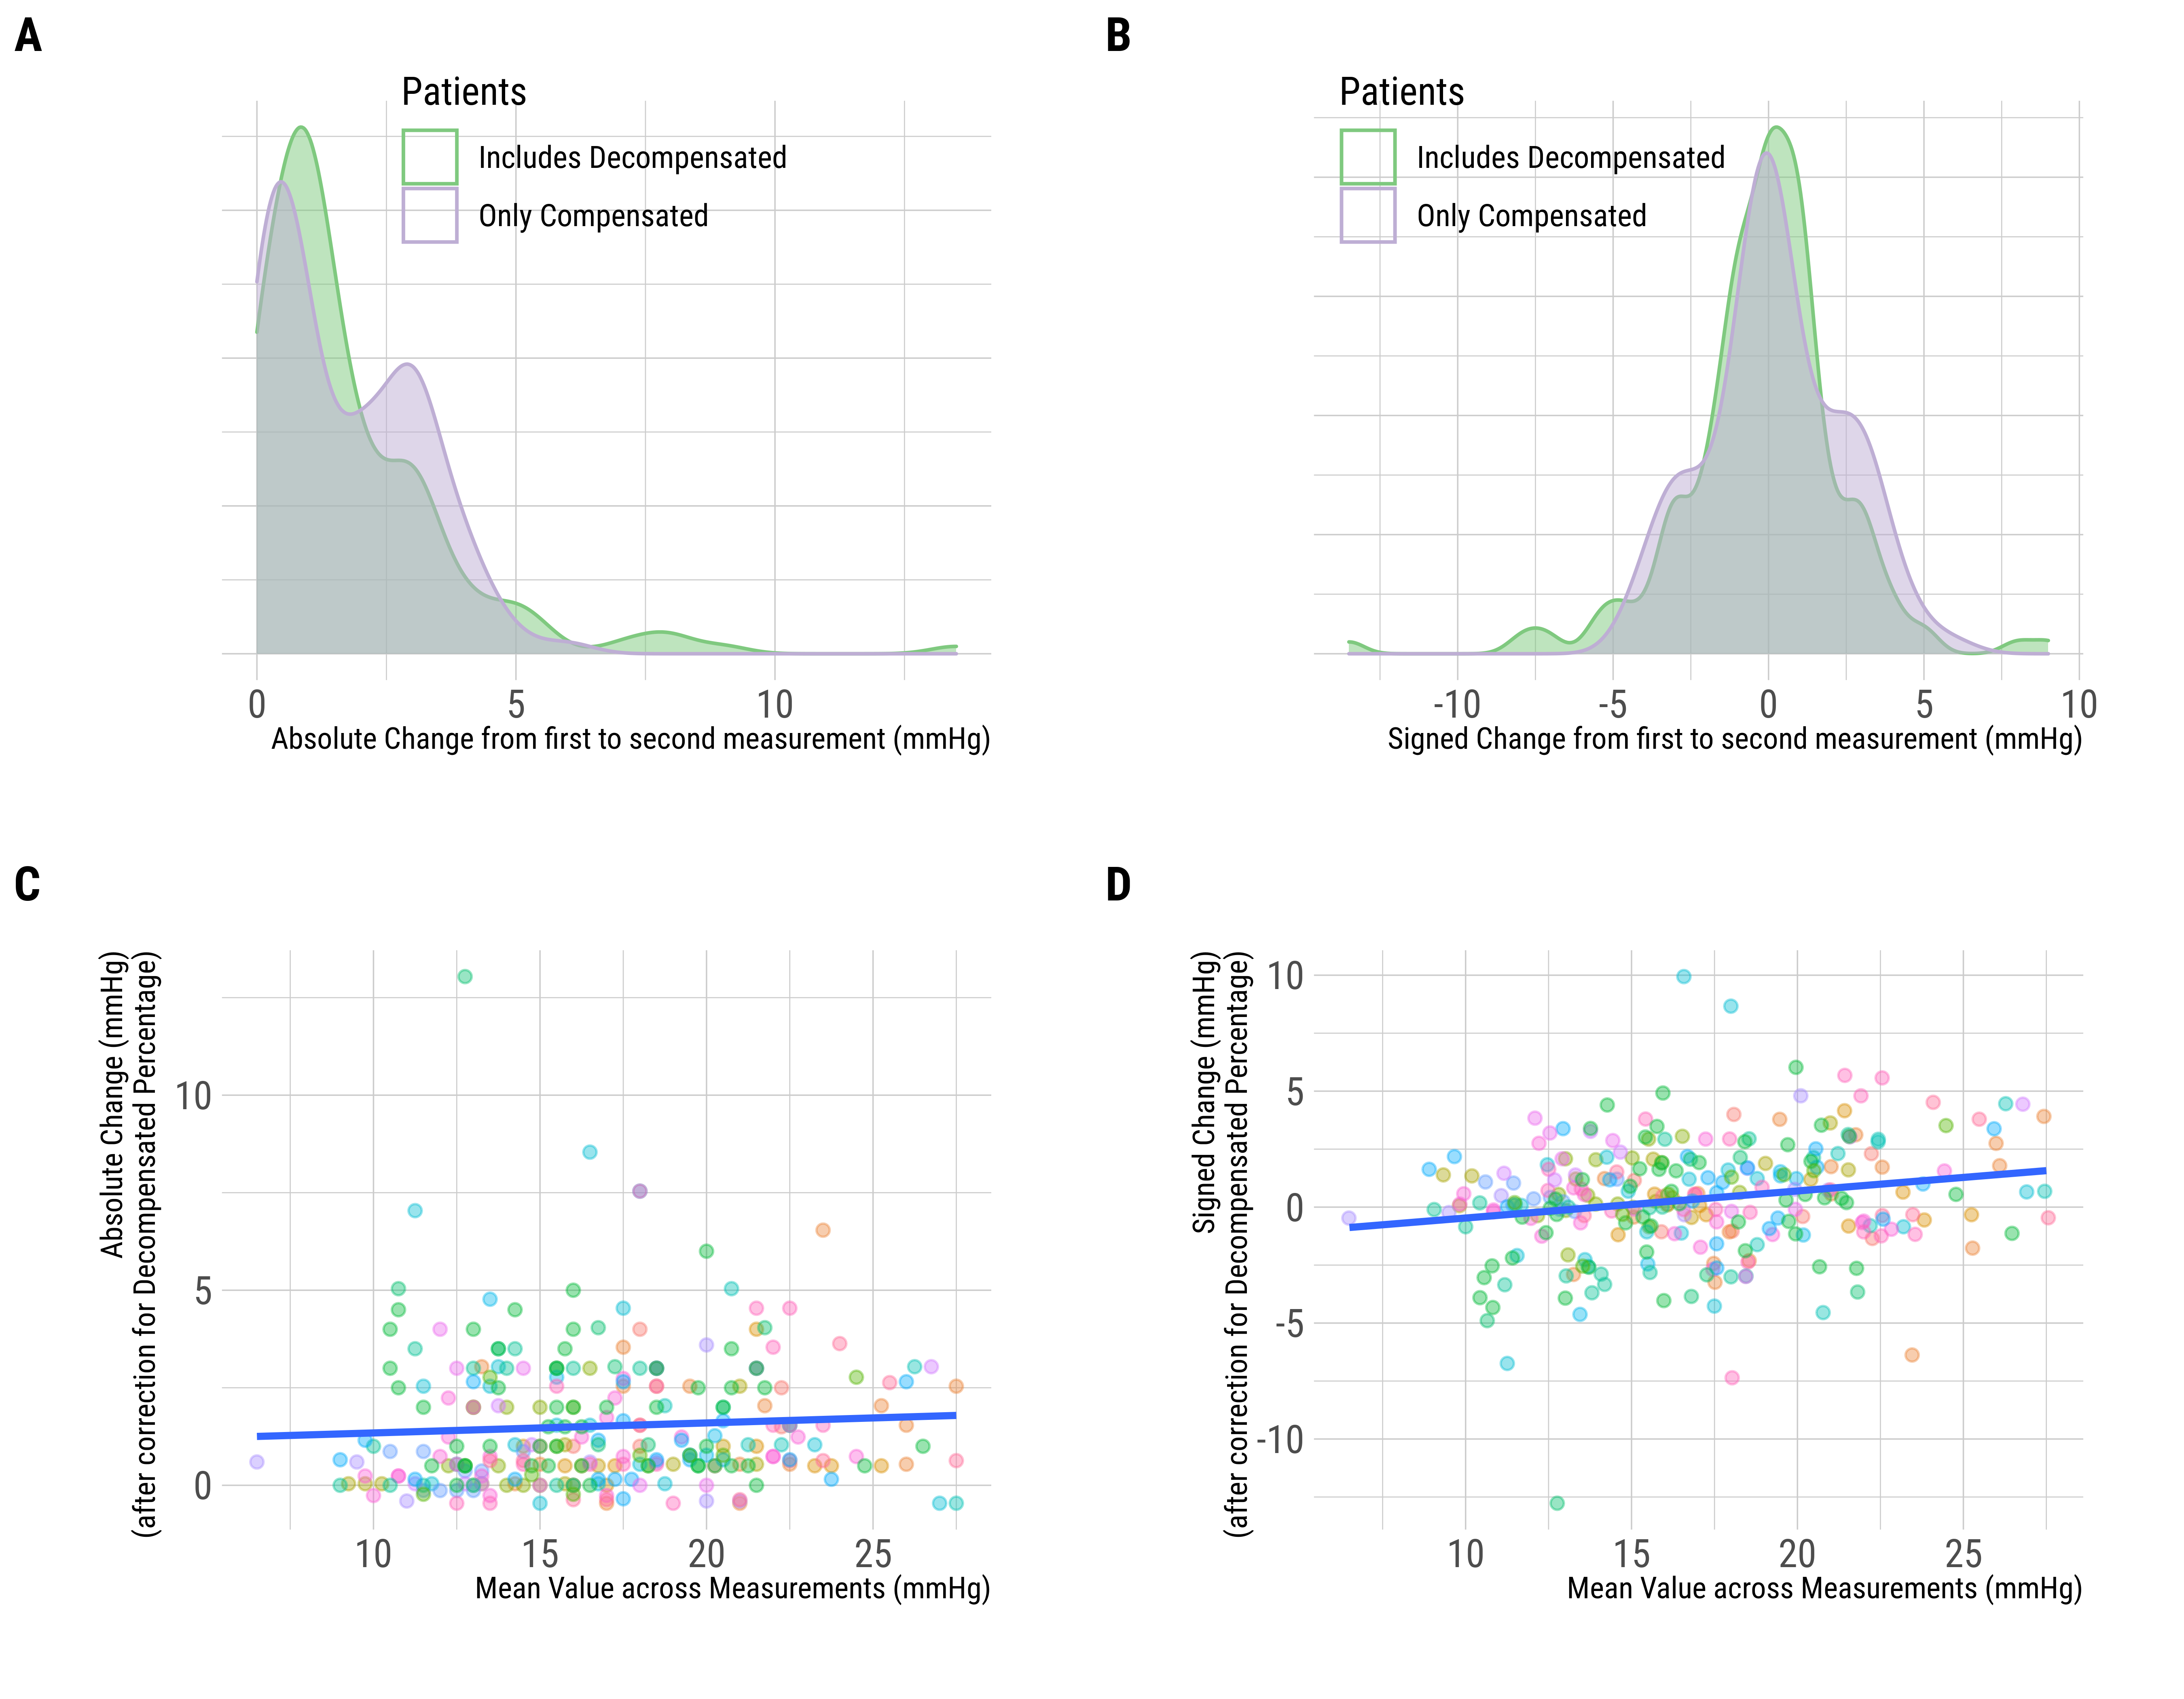 A
Patients
Includes Decompensated
Only Compensated
0 5 10
Absolute Change from first to second measurement (mmHg)
B
Patients
Includes Decompensated
Only Compensated
-10 -5 0 5 10
Signed Change from first to second measurement (mmHg)
C
Absolute Change (mmHg)
(after correction for Decompensated Percentage)
10
5
0
10 15 20 25
Mean Value across Measurements (mmHg)
D
Signed Change (mmHg)
(after correction for Decompensated Percentage)
10
5
0
-5
-10
10 15 20 25
Mean Value across Measurements (mmHg)